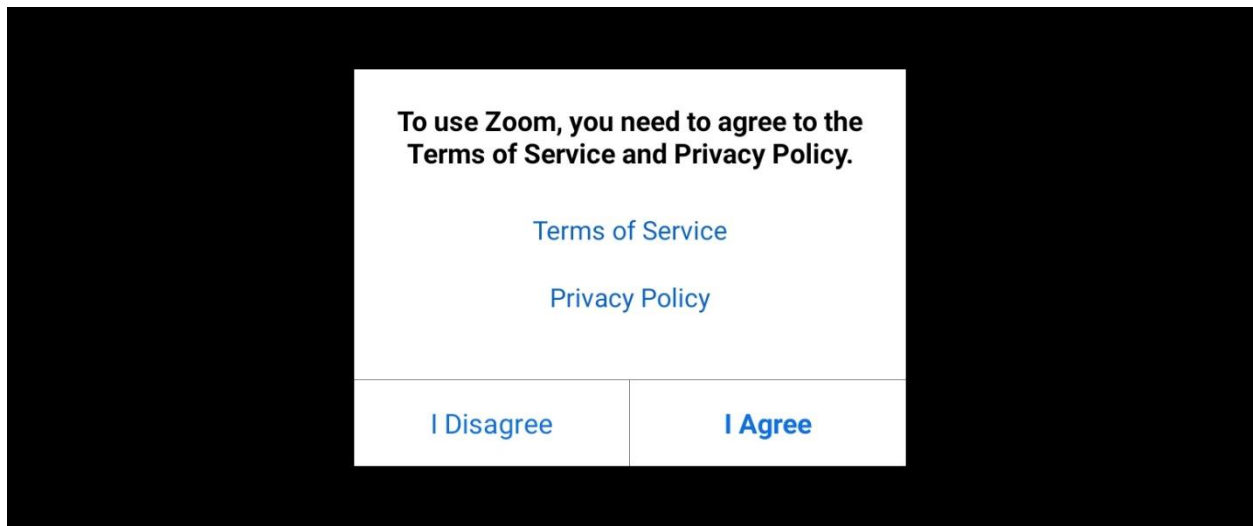 To use Zoom, you need to agree to the
Terms of Service and Privacy Policy.
Terms of Service
Privacy Policy
I Disagree
I Agree